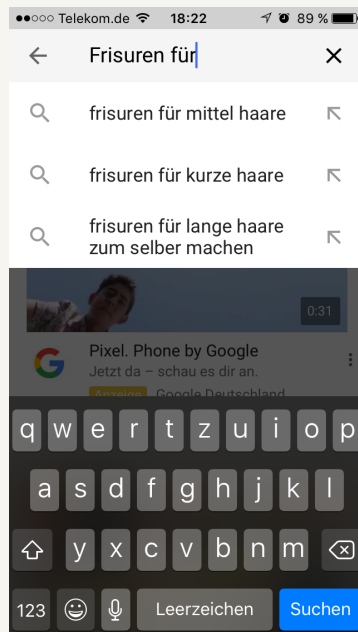 Telekom.de 18:22 89 %
Frisuren für
frisuren für mittel haare
frisuren für kurze haare
frisuren für lange haare
zum selber machen
0:31
Pixel. Phone by Google
Jetzt da – schau es dir an.
Anzeige Google Deutschland
q w e r t z u i o p
a s d f g h j k l
y x c v b n m
123 Leerzeichen Suchen